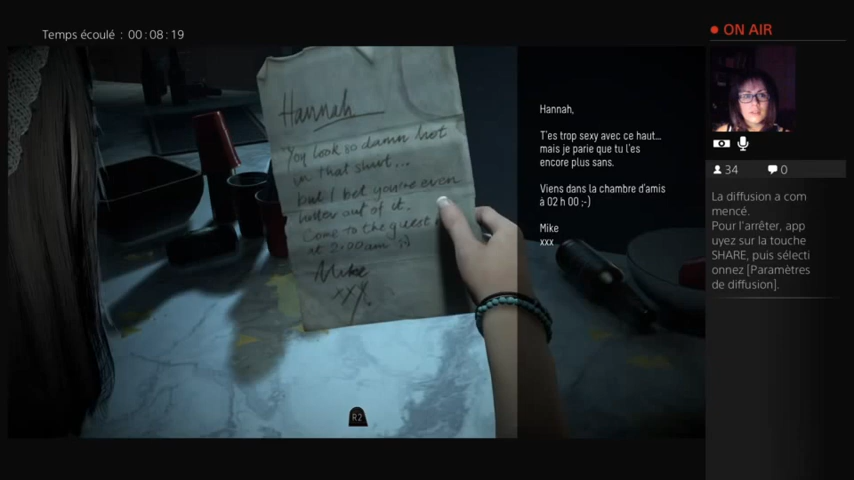 Temps écoulé : 00:08:19
ON AIR
Hannah
You look so damn hot
in that shirt...
but I bet you're even
hotter out of it.
Come to the guest
at 2:00am ;-)
Mike
xxx.
R2
Hannah,
T'es trop sexy avec ce haut...
mais je parie que tu l'es
encore plus sans.
Viens dans la chambre d'amis
à 02 h 00 ;-)
Mike
xxx
34
0
La diffusion a com
mencé.
Pour l'arrêter, app
uyez sur la touche
SHARE, puis sélecti
onnez [Paramètres
de diffusion].